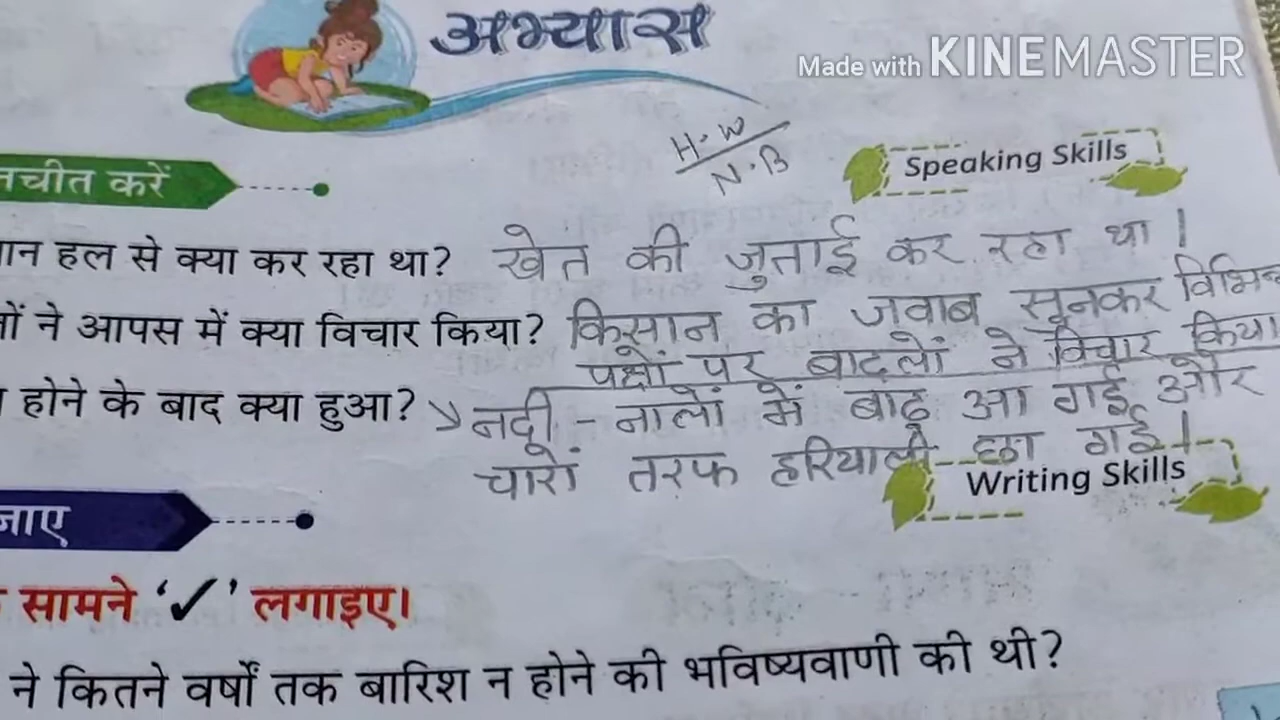 अभ्यास
Made with KINEMASTER
H.W
N.B
नचीत करें
Speaking Skills
ान हल से क्या कर रहा था? खेत की जुताई कर रहा था।
ों ने आपस में क्या विचार किया? किसान का जवाब सूनकर विभिन्न
पक्षों पर बादलों ने विचार किया
होने के बाद क्या हुआ? नदी - नालों में बाढ़ आ गई और
चारों तरफ हरियाली छा गई।
Writing Skills
जाए
सामने ‘✓’ लगाइए।
ने कितने वर्षों तक बारिश न होने की भविष्यवाणी की थी?